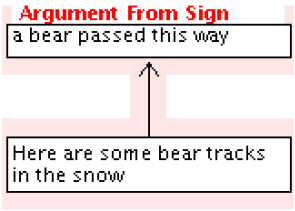 Argument From Sign
a bear passed this way
Here are some bear tracks
in the snow